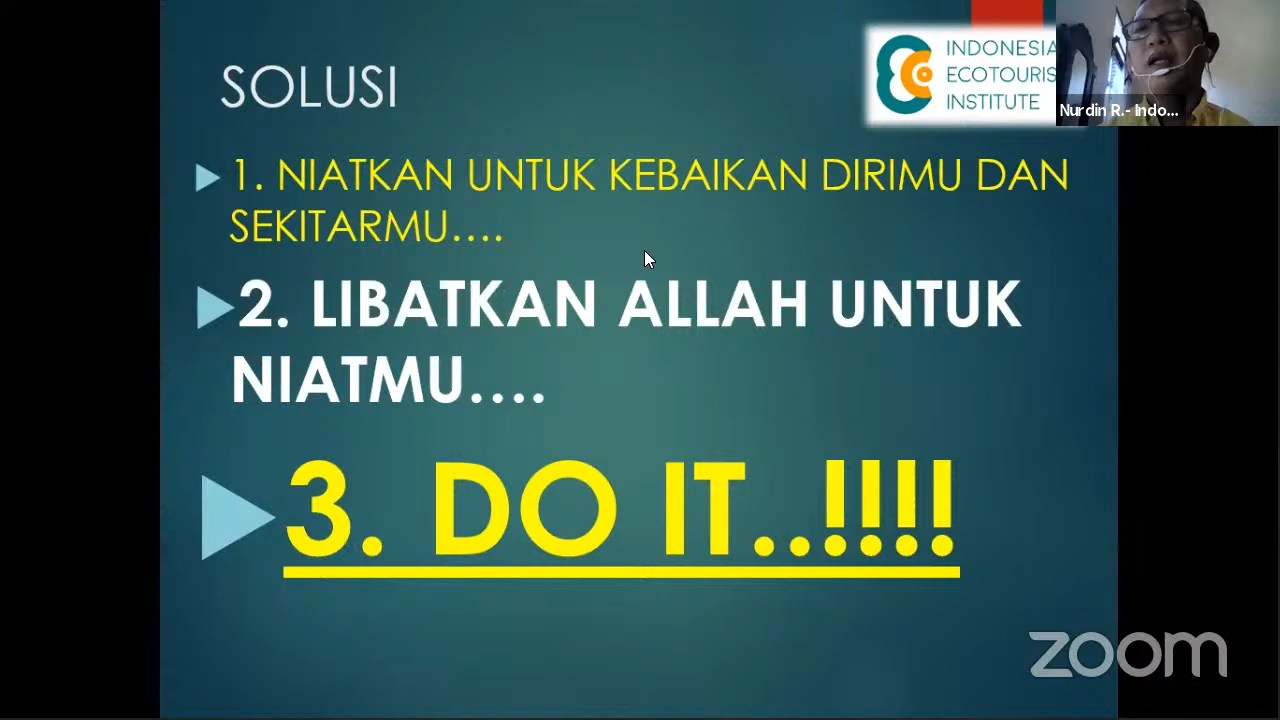 SOLUSI
INDONESIA
ECOTOURIS
INSTITUTE
Nurdin R.- Indo...
1. NIATKAN UNTUK KEBAIKAN DIRIMU DAN
SEKITARMU....
2. LIBATKAN ALLAH UNTUK
NIATMU....
3. DO IT..!!!!
zoom